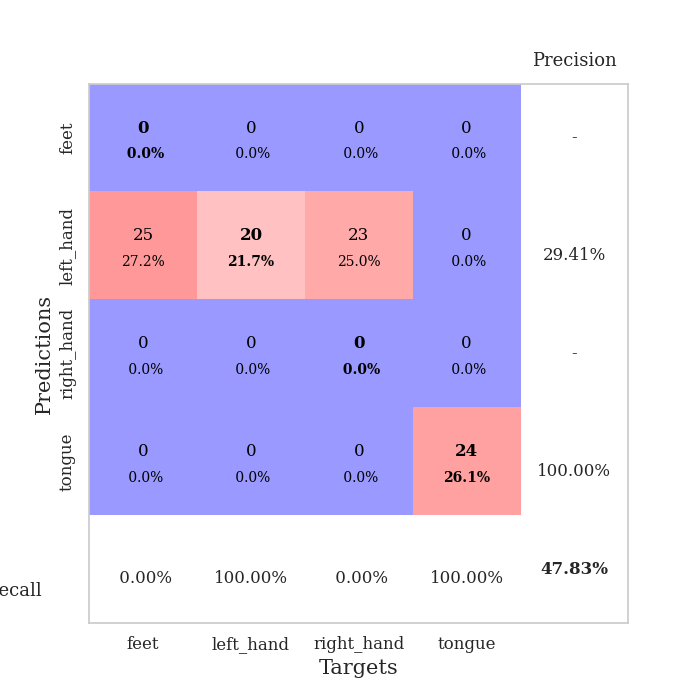 Precision
feet
0 0 0 0
0.0% 0.0% 0.0% 0.0%
-
left_hand
25 20 23 0
27.2% 21.7% 25.0% 0.0%
29.41%
right_hand
0 0 0 0
0.0% 0.0% 0.0% 0.0%
-
tongue
0 0 0 24
0.0% 0.0% 0.0% 26.1%
100.00%
Predictions
ecall
0.00% 100.00% 0.00% 100.00%
47.83%
feet left_hand right_hand tongue
Targets